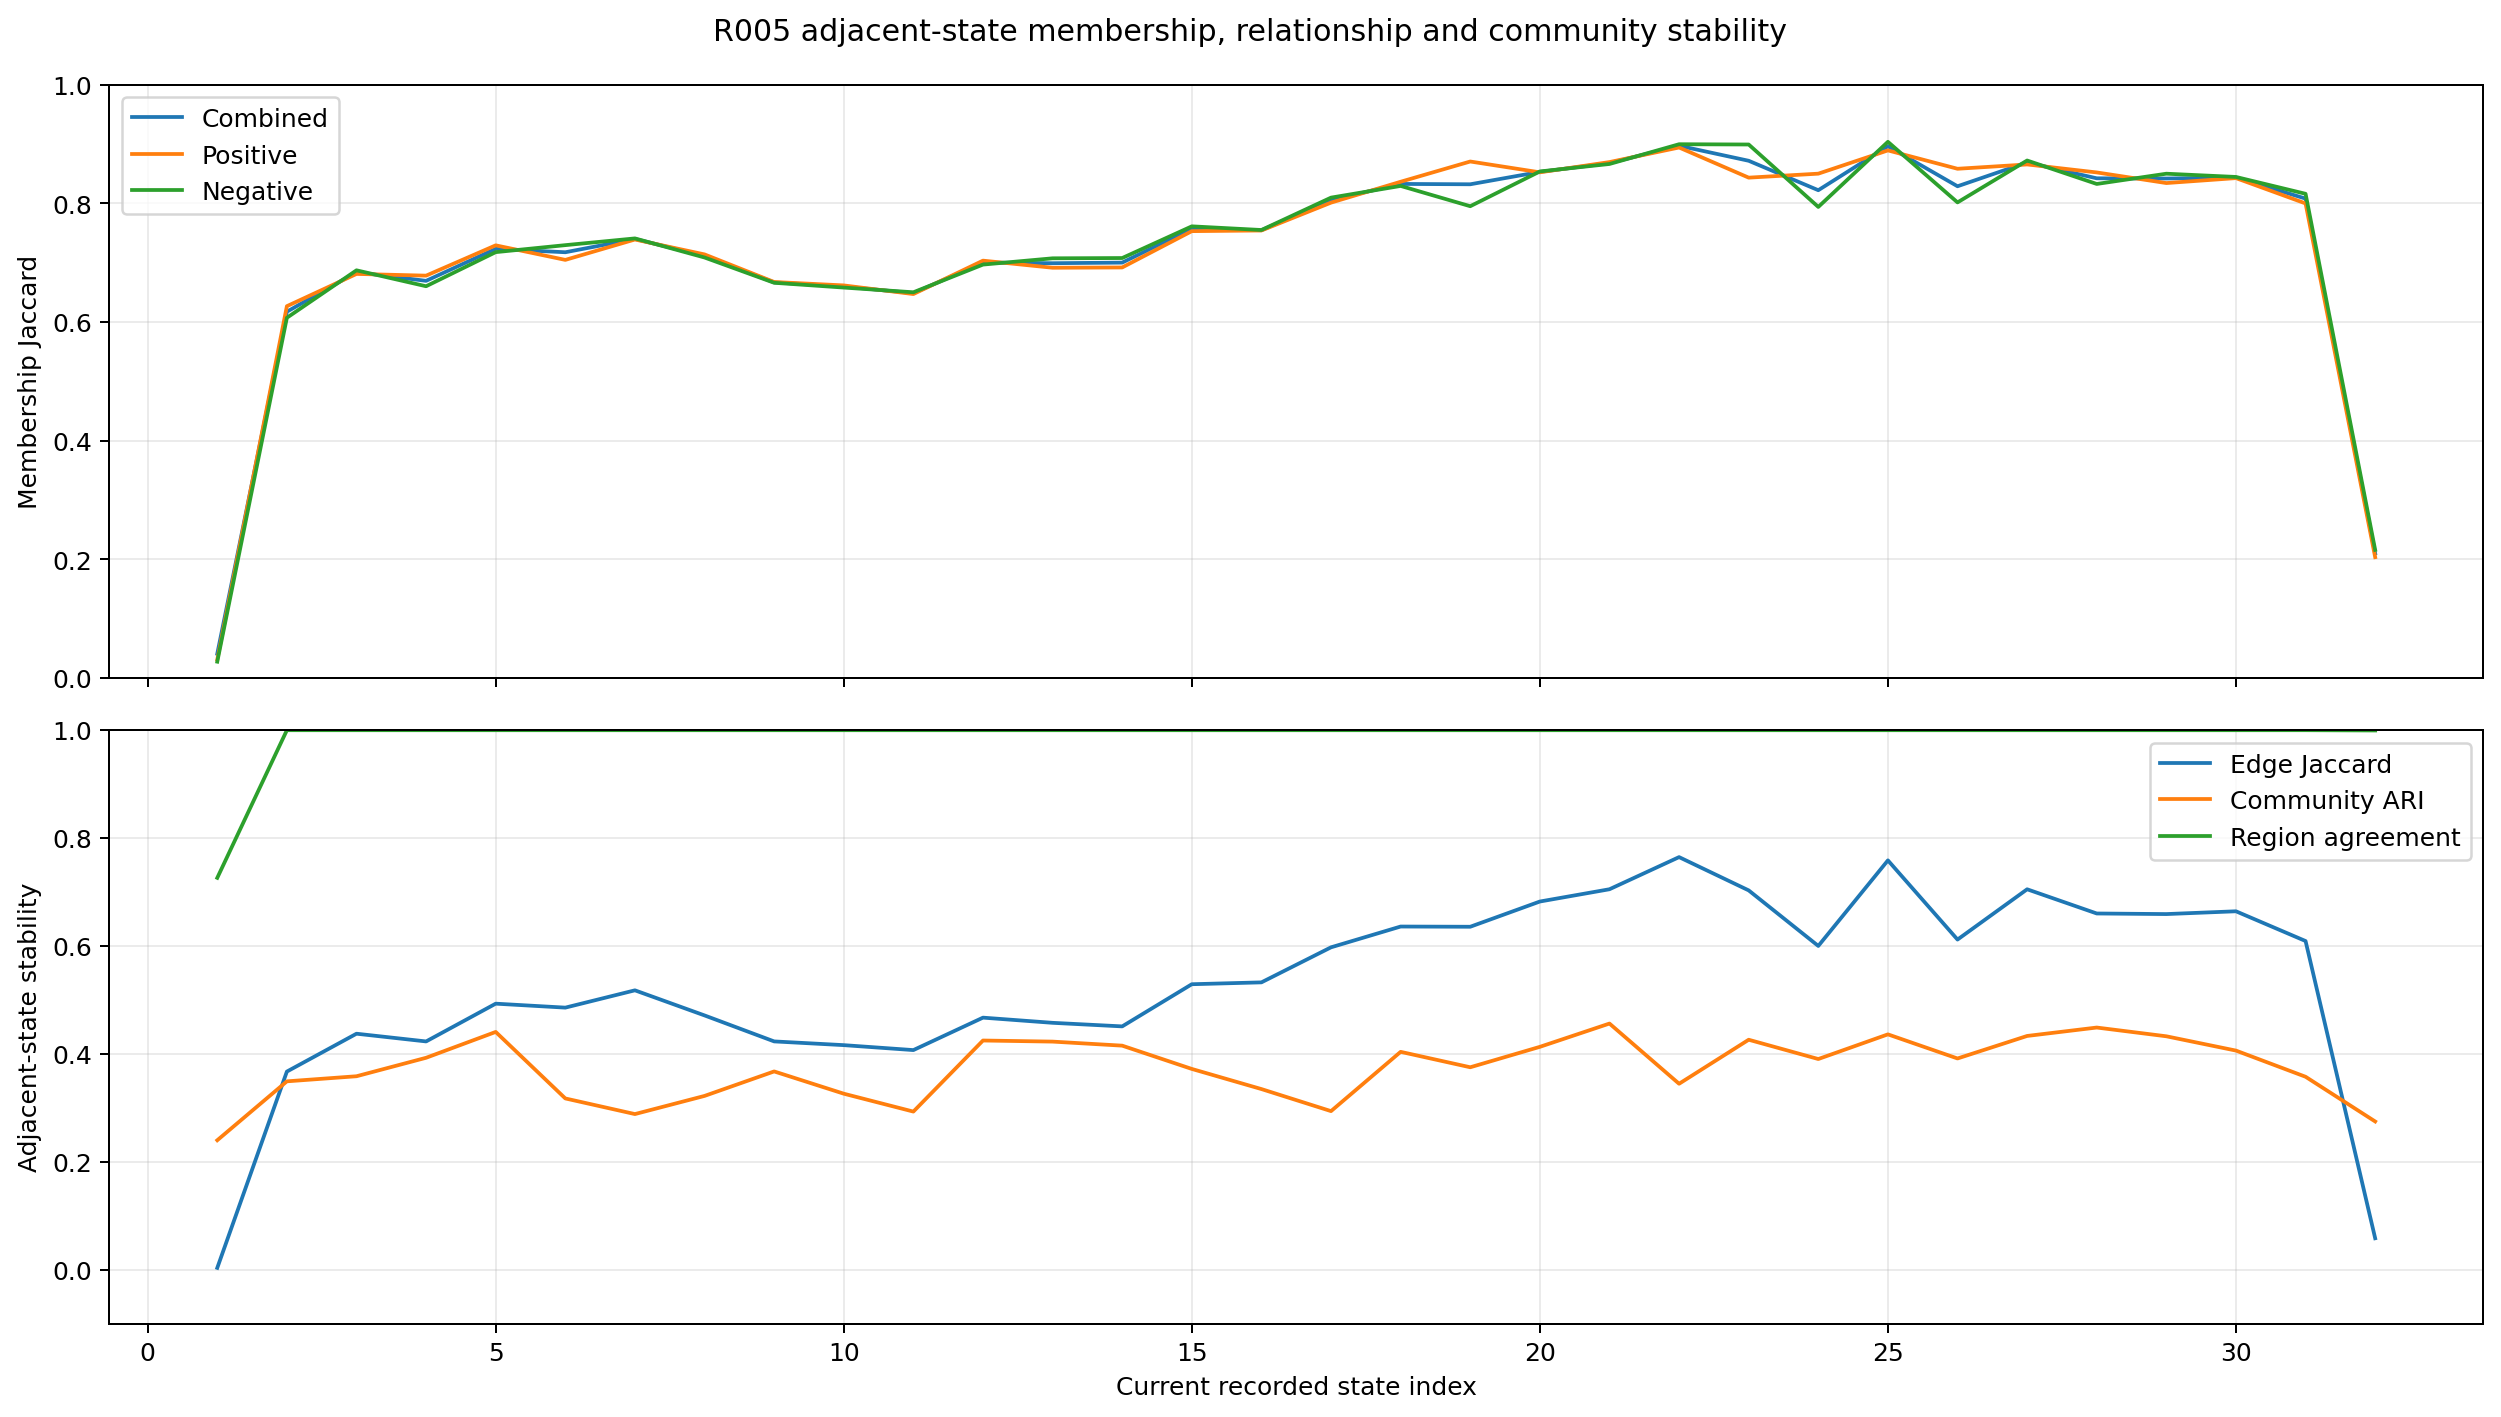 R005 adjacent-state membership, relationship and community stability
Membership Jaccard
1.0
0.8
0.6
0.4
0.2
0.0
Combined
Positive
Negative
Adjacent-state stability
1.0
0.8
0.6
0.4
0.2
0.0
Edge Jaccard
Community ARI
Region agreement
0 5 10 15 20 25 30
Current recorded state index